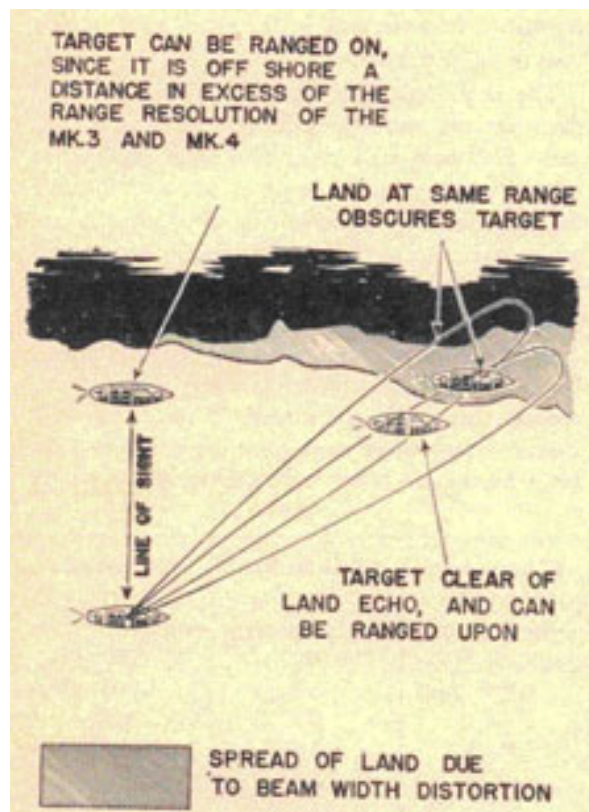 TARGET CAN BE RANGED ON,
SINCE IT IS OFF SHORE A
DISTANCE IN EXCESS OF THE
RANGE RESOLUTION OF THE
MK.3 AND MK.4
LAND AT SAME RANGE
OBSCURES TARGET
LINE OF SIGHT
TARGET CLEAR OF
LAND ECHO, AND CAN
BE RANGED UPON
SPREAD OF LAND DUE
TO BEAM WIDTH DISTORTION